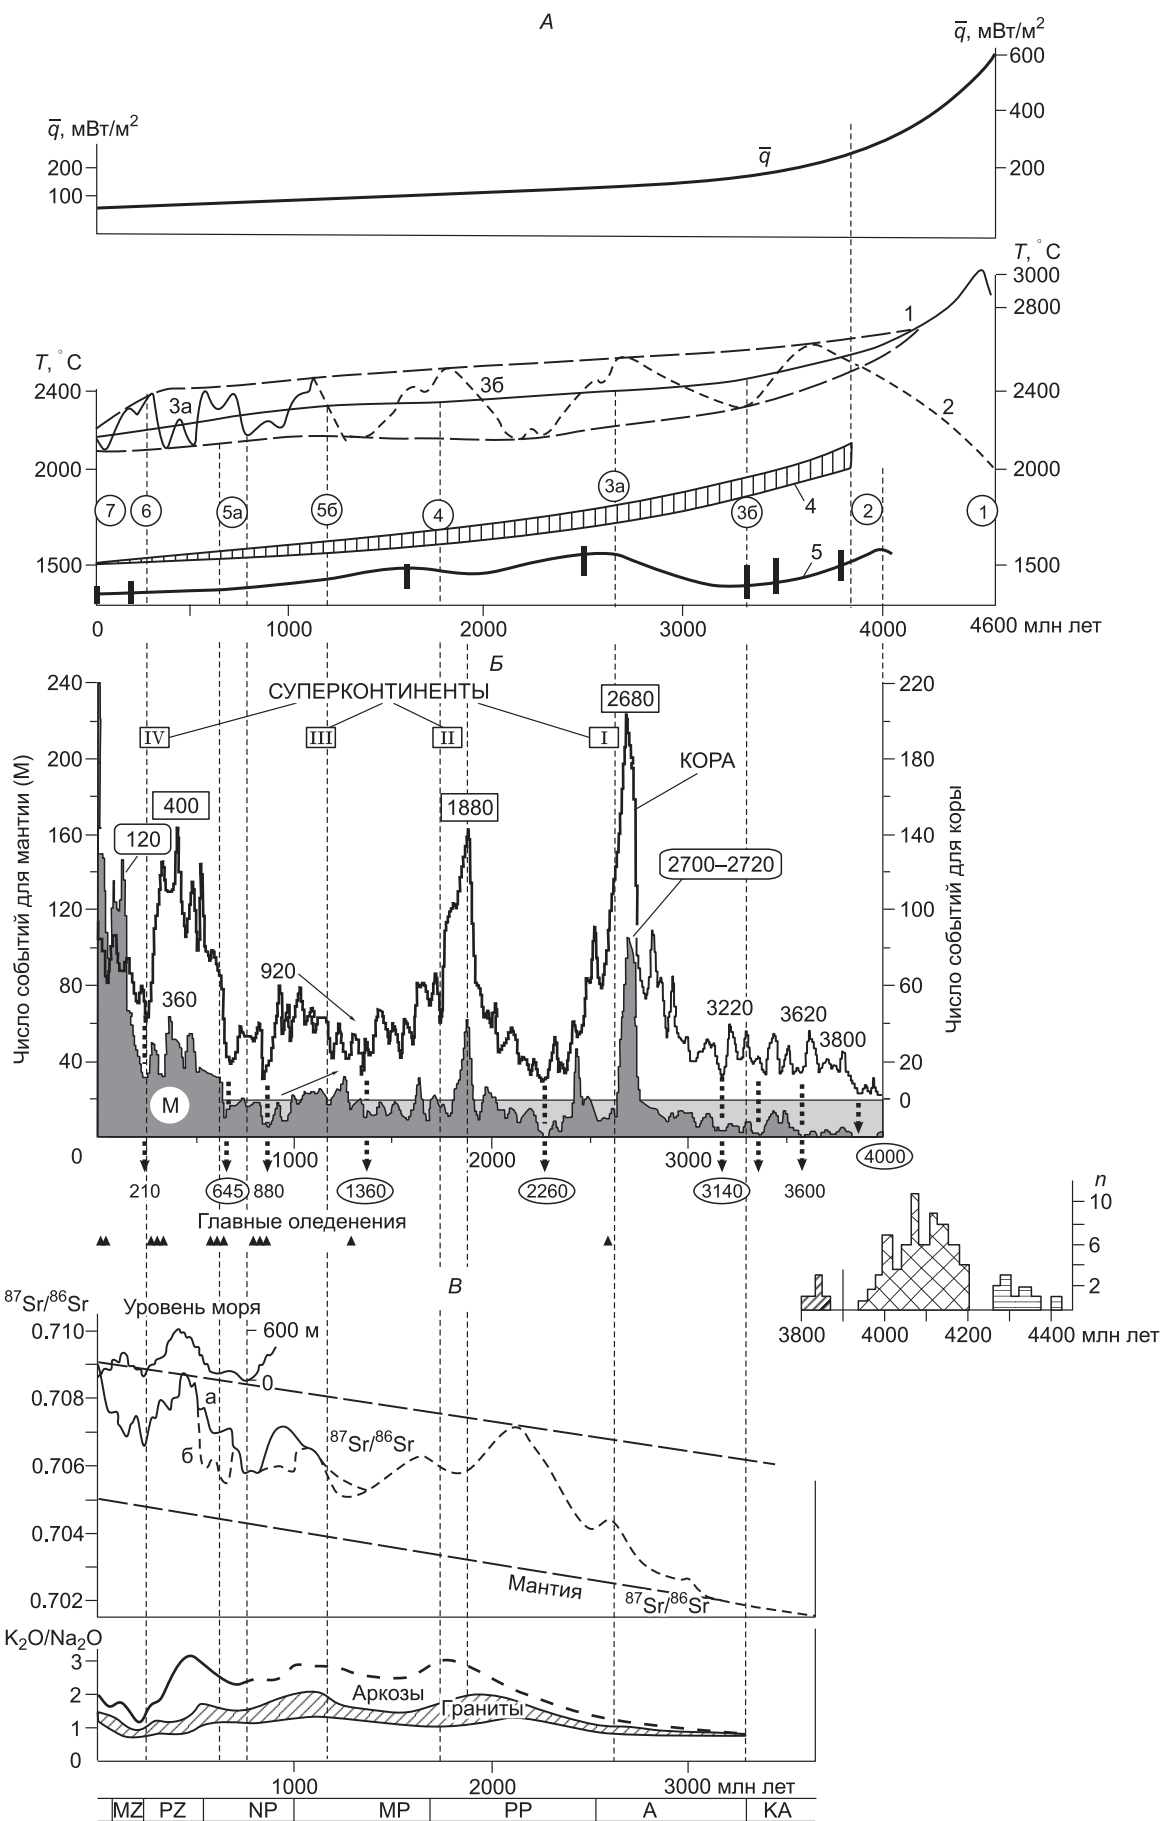 А
q̅, мВт/м²
600
400
200
q̅, мВт/м²
200
100
q̅
T, °C
3000
2800
2400
2000
1500
T, °C
2400
2000
1500
1
3а
3б
2
7
6
5а
5б
4
3а
3б
4
2
1
5
0
1000
2000
3000
4000
4600 млн лет
Б
240
200
160
120
80
40
0
Число событий для мантии (М)
220
180
140
100
60
20
0
Число событий для коры
СУПЕРКОНТИНЕНТЫ
IV
III
II
I
2680
КОРА
400
1880
120
2700–2720
920
360
3220
3620
3800
М
1000
2000
3000
4000
210
645
880
1360
2260
3140
3600
Главные оледенения
n
10
6
2
3800
4000
4200
4400 млн лет
В
⁸⁷Sr/⁸⁶Sr
Уровень моря
600 м
0
0.710
0.708
0.706
0.704
0.702
а
б
⁸⁷Sr/⁸⁶Sr
Мантия
⁸⁷Sr/⁸⁶Sr
K₂O/Na₂O
3
2
1
0
Аркозы
Граниты
1000
2000
3000 млн лет
MZ
PZ
NP
MP
PP
A
KA